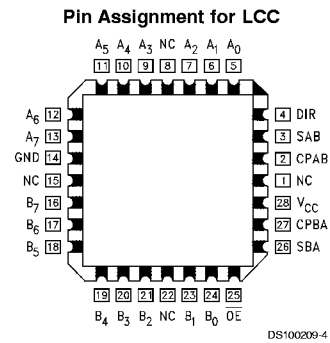 Pin Assignment for LCC
A5 A4 A3 NC A2 A1 A0
11 10 9 8 7 6 5
A6 12
A7 13
GND 14
NC 15
B7 16
B6 17
B5 18
4 DIR
3 SAB
2 CPAB
1 NC
28 VCC
27 CPBA
26 SBA
19 20 21 22 23 24 25
B4 B3 B2 NC B1 B0 O̅E̅
DS100209-4